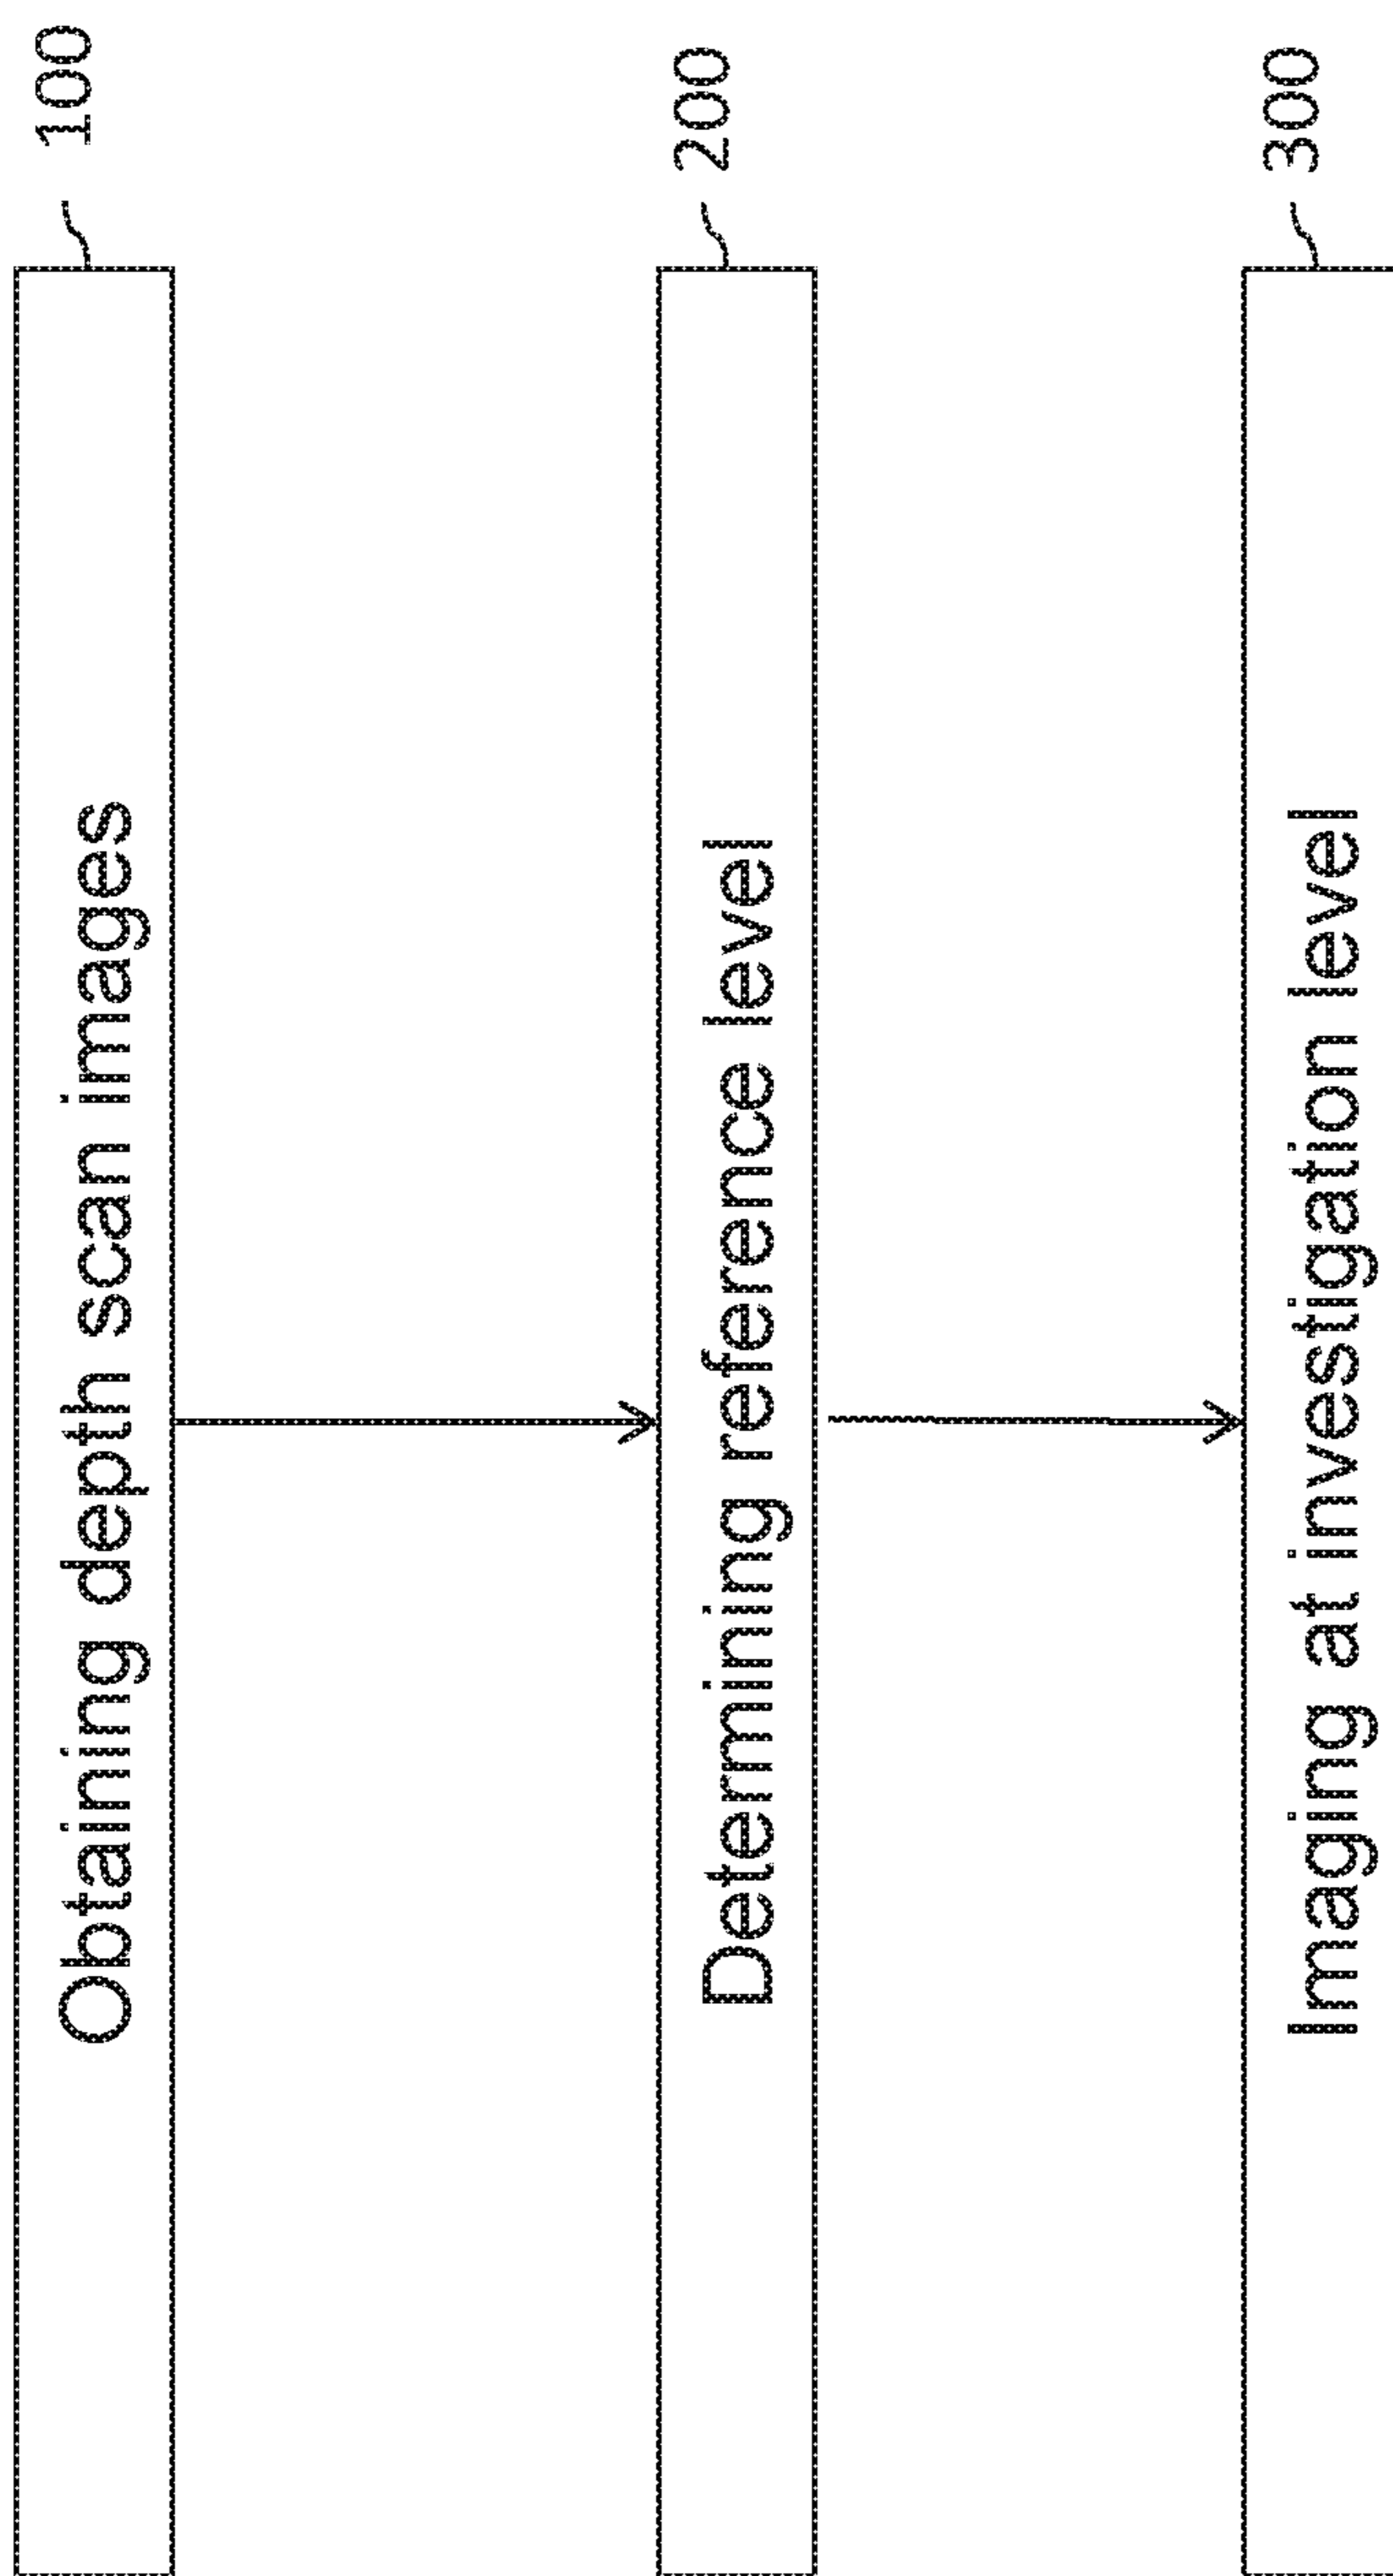 Obtaining depth scan images
100
Determining reference level
200
Imaging at investigation level
300